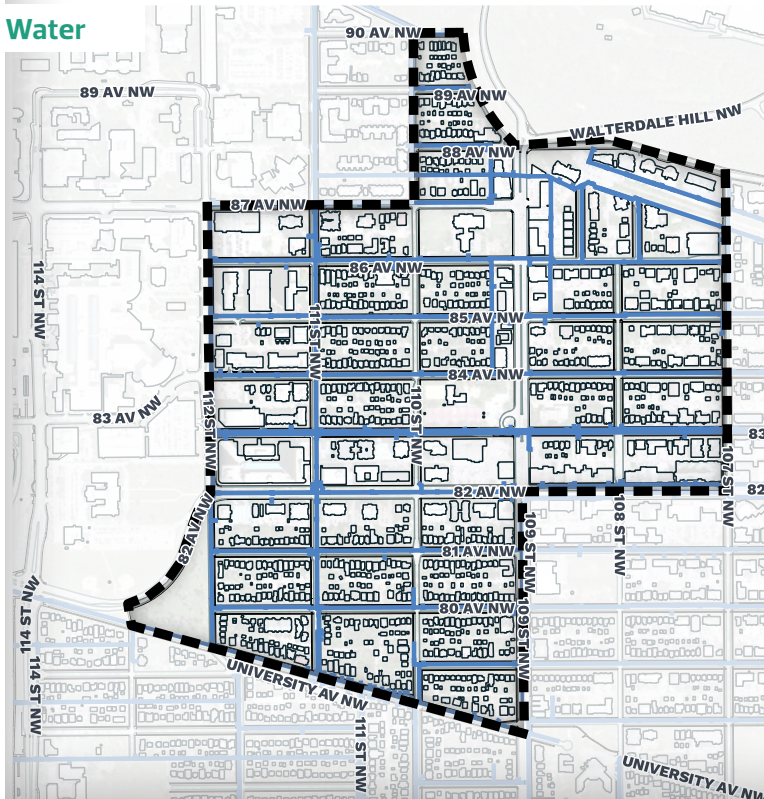 Water
90 AV NW
89 AV NW
89 AV NW
WALTERDALE HILL NW
88 AV NW
87 AV NW
114 ST NW
86 AV NW
111 ST NW
85 AV NW
84 AV NW
83 AV NW
112 ST NW
110 ST NW
83
107 ST NW
82 AV NW
82
82 AV NW
109 ST NW
108 ST NW
81 AV NW
114 ST NW
80 AV NW
109 ST NW
114 ST NW
UNIVERSITY AV NW
111 ST NW
UNIVERSITY AV NW